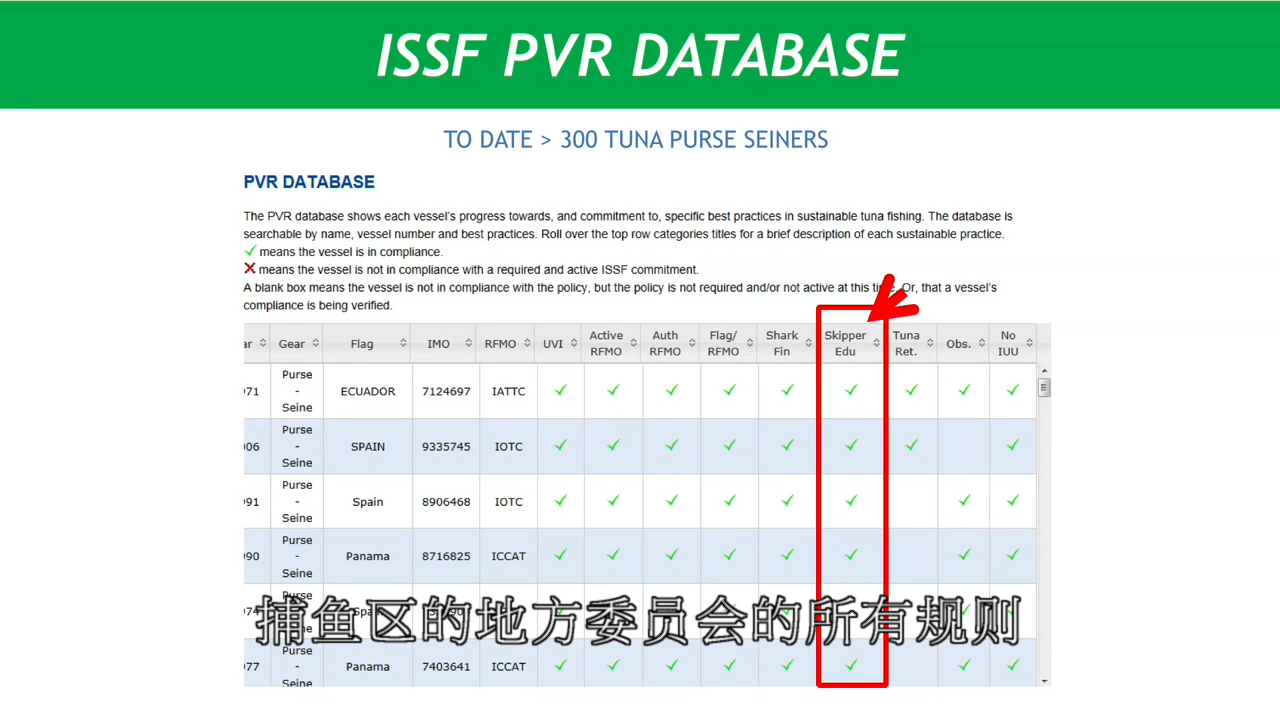 ISSF PVR DATABASE
TO DATE > 300 TUNA PURSE SEINERS
PVR DATABASE
The PVR database shows each vessel's progress towards, and commitment to, specific best practices in sustainable tuna fishing. The database is
searchable by name, vessel number and best practices. Roll over the top row categories titles for a brief description of each sustainable practice.
✓ means the vessel is in compliance.
✗ means the vessel is not in compliance with a required and active ISSF commitment.
A blank box means the vessel is not in compliance with the policy, but the policy is not required and/or not active at this Or, that a vessel's
compliance is being verified.
ar Gear Flag IMO RFMO UVI Active RFMO Auth RFMO Flag/ RFMO Shark Fin Skipper Edu Tuna Ret. Obs. No IUU
971 Purse - Seine ECUADOR 7124697 IATTC ✓ ✓ ✓ ✓ ✓ ✓ ✓ ✓ ✓
906 Purse - Seine SPAIN 9335745 IOTC ✓ ✓ ✓ ✓ ✓ ✓ ✓ ✓
991 Purse - Seine Spain 8906468 IOTC ✓ ✓ ✓ ✓ ✓ ✓ ✓ ✓
990 Purse - Seine Panama 8716825 ICCAT ✓ ✓ ✓ ✓ ✓ ✓ ✓ ✓
Purse
捕鱼区的地方委员会的所有规则
977 Purse - Seine Panama 7403641 ICCAT ✓ ✓ ✓ ✓ ✓ ✓ ✓ ✓